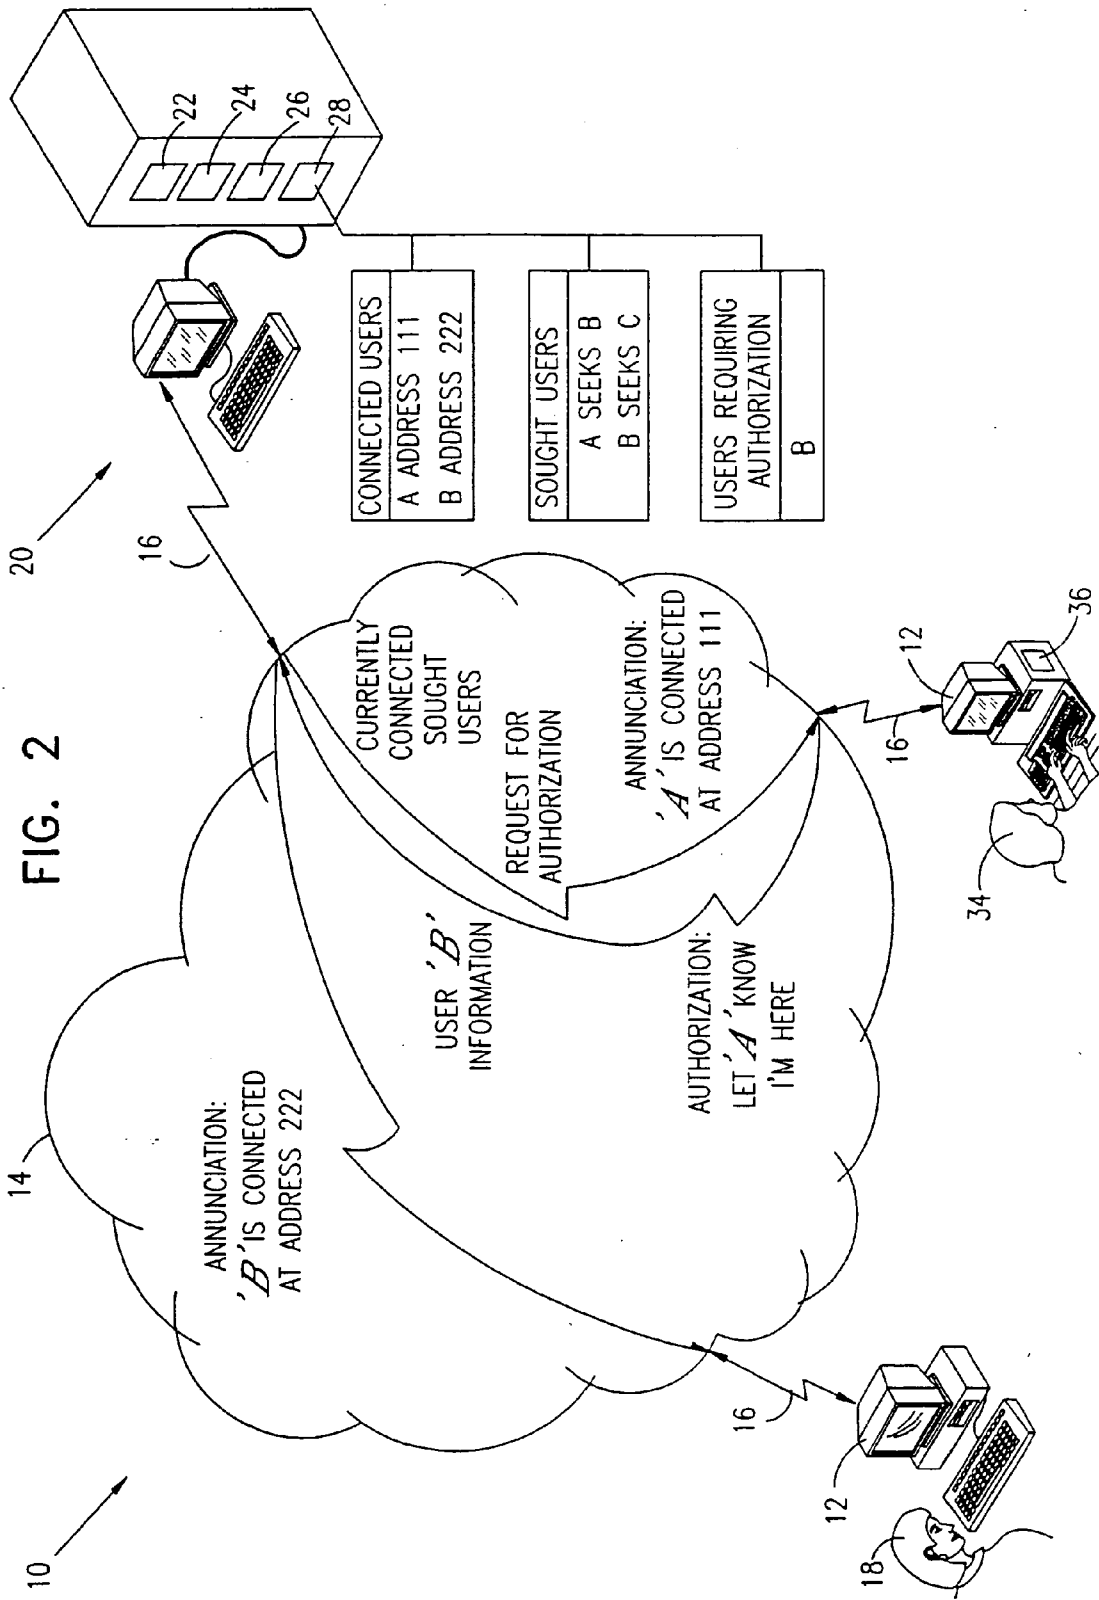 FIG. 2
10
14
20
16
22
24
26
28
CONNECTED USERS
A ADDRESS 111
B ADDRESS 222
SOUGHT USERS
A SEEKS B
B SEEKS C
USERS REQUIRING
AUTHORIZATION
B
ANNUNCIATION:
'B' IS CONNECTED
AT ADDRESS 222
USER 'B'
INFORMATION
CURRENTLY
CONNECTED
SOUGHT
USERS
REQUEST FOR
AUTHORIZATION
ANNUNCIATION:
'A' IS CONNECTED
AT ADDRESS 111
AUTHORIZATION:
LET 'A' KNOW
I'M HERE
16
12
18
16
12
34
36